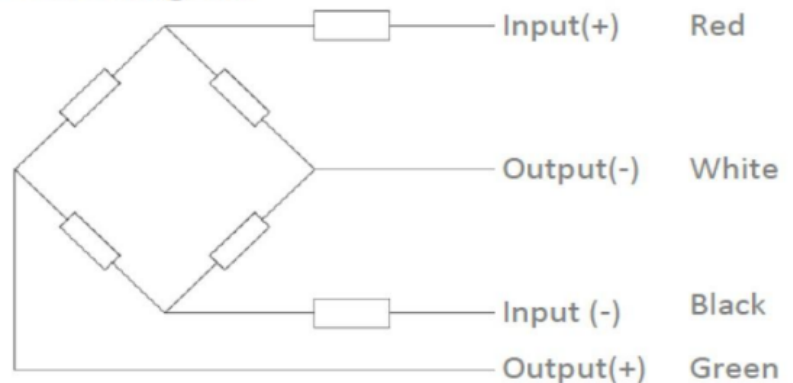 Input(+) Red
Output(-) White
Input (-) Black
Output(+) Green